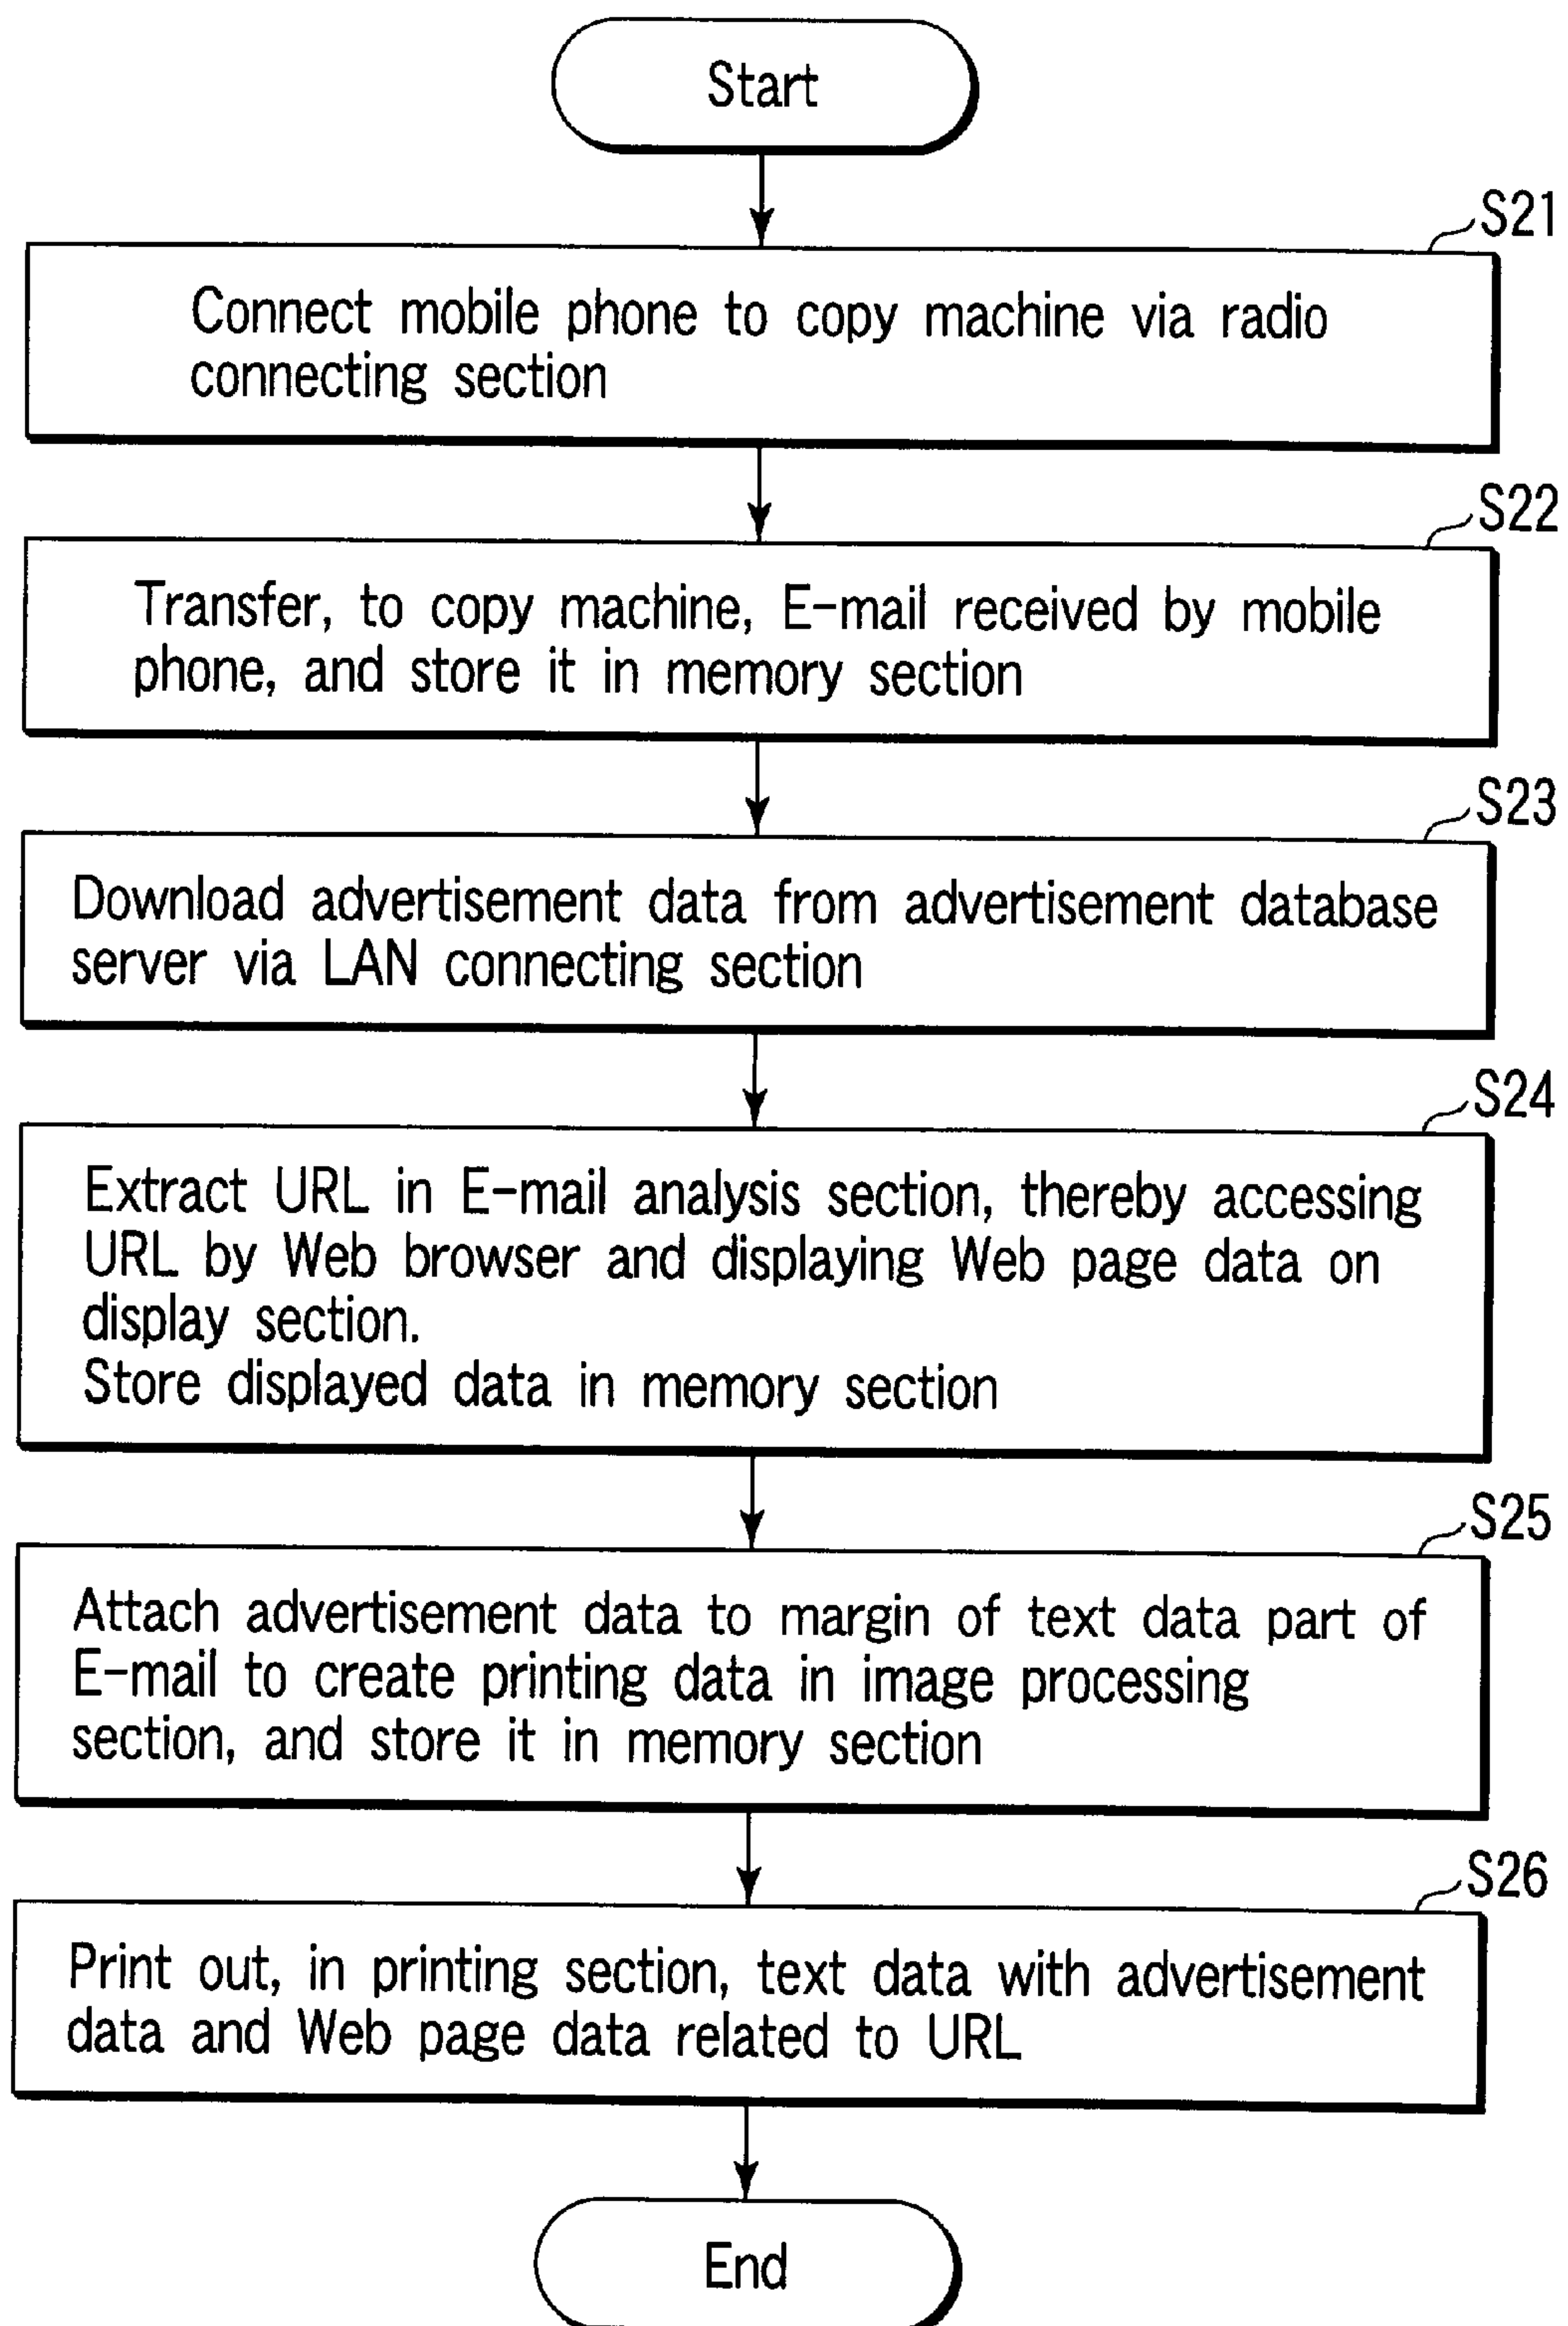 Start
S21
Connect mobile phone to copy machine via radio
connecting section
S22
Transfer, to copy machine, E-mail received by mobile
phone, and store it in memory section
S23
Download advertisement data from advertisement database
server via LAN connecting section
S24
Extract URL in E-mail analysis section, thereby accessing
URL by Web browser and displaying Web page data on
display section.
Store displayed data in memory section
S25
Attach advertisement data to margin of text data part of
E-mail to create printing data in image processing
section, and store it in memory section
S26
Print out, in printing section, text data with advertisement
data and Web page data related to URL
End